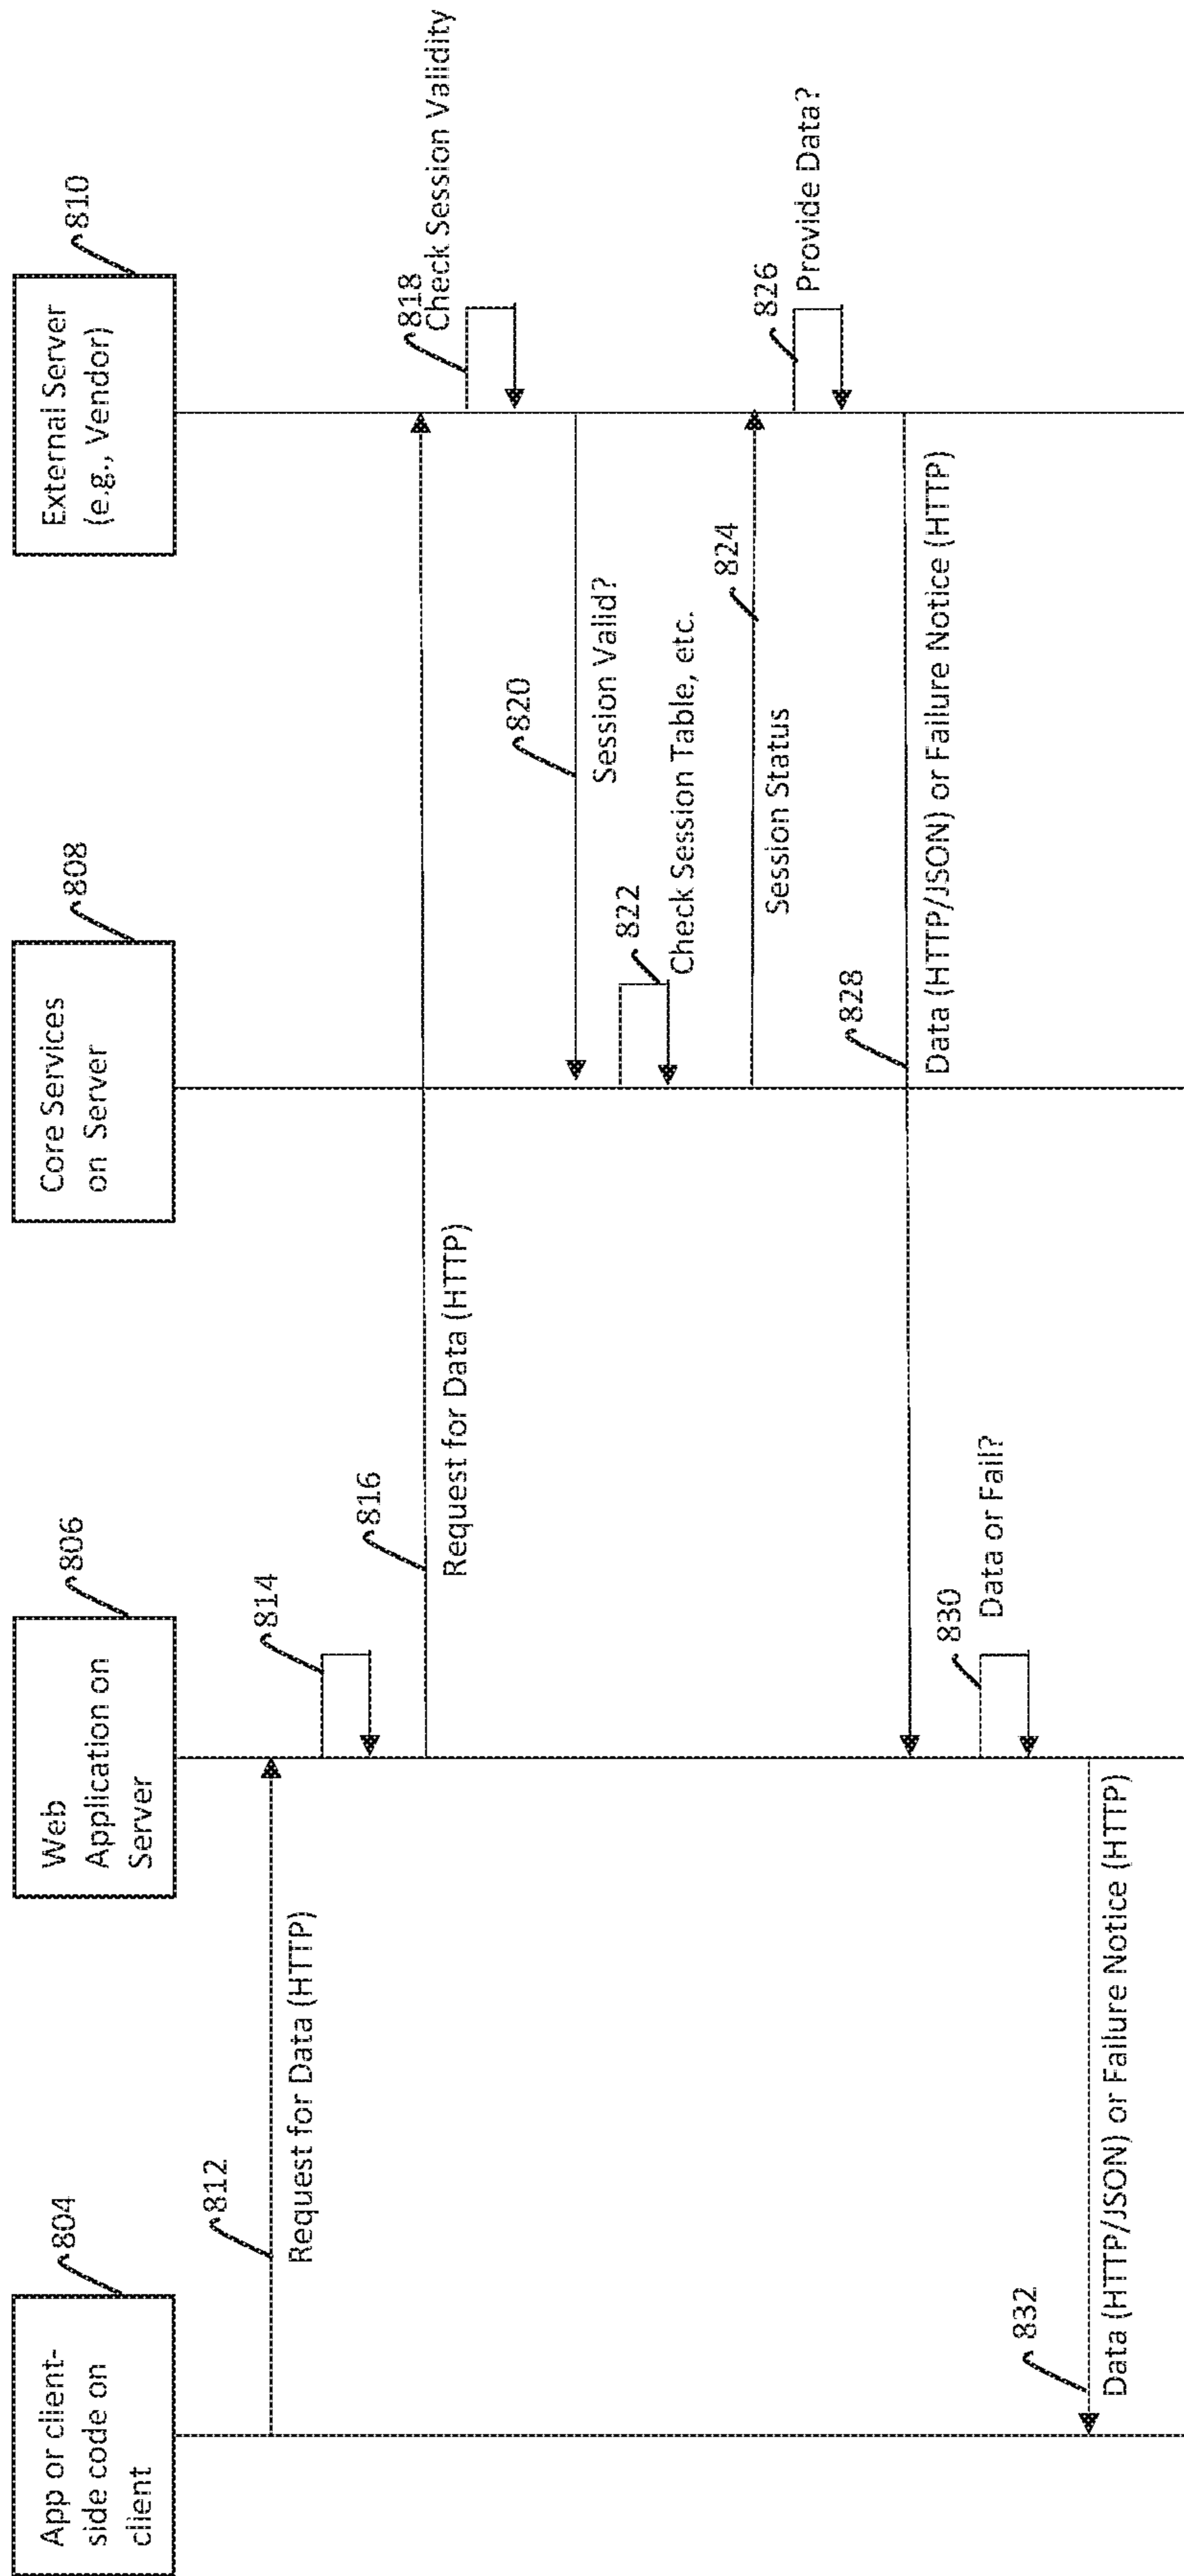 App or client-
side code on
client
804
Web
Application on
Server
806
Core Services
on Server
808
External Server
(e.g., Vendor)
810
812
Request for Data (HTTP)
814
816
Request for Data (HTTP)
818
Check Session Validity
820
Session Valid?
822
Check Session Table, etc.
824
Session Status
826
Provide Data?
828
Data (HTTP/JSON) or Failure Notice (HTTP)
830
Data or Fail?
832
Data (HTTP/JSON) or Failure Notice (HTTP)